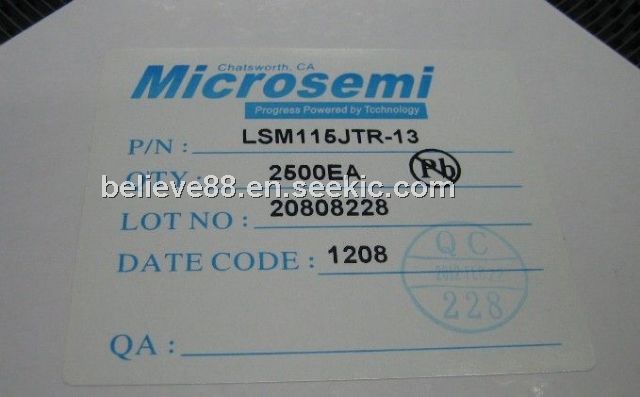 Chatsworth, CA
Microsemi
Progress Powered by Technology
P/N : LSM115JTR-13
QTY : 2500EA Pb
believe88.en.seekic.com
LOT NO : 20808228
DATE CODE : 1208
QC
228
QA :